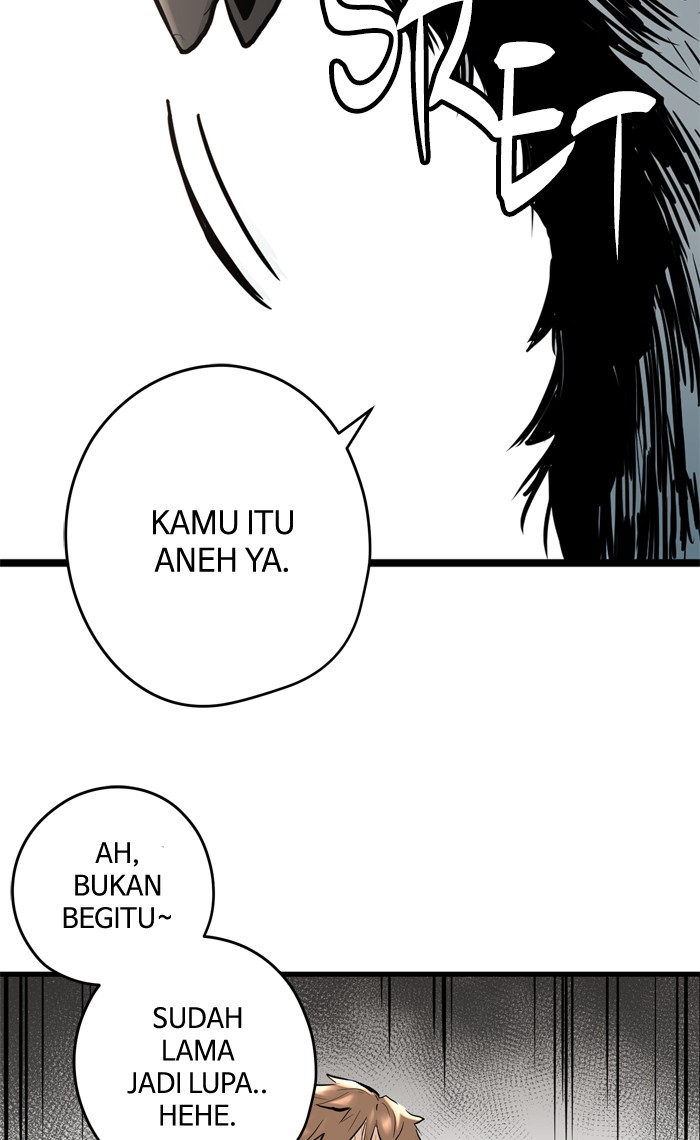 SRET
KAMU ITU
ANEH YA.
AH,
BUKAN
BEGITU~
SUDAH
LAMA
JADI LUPA..
HEHE.